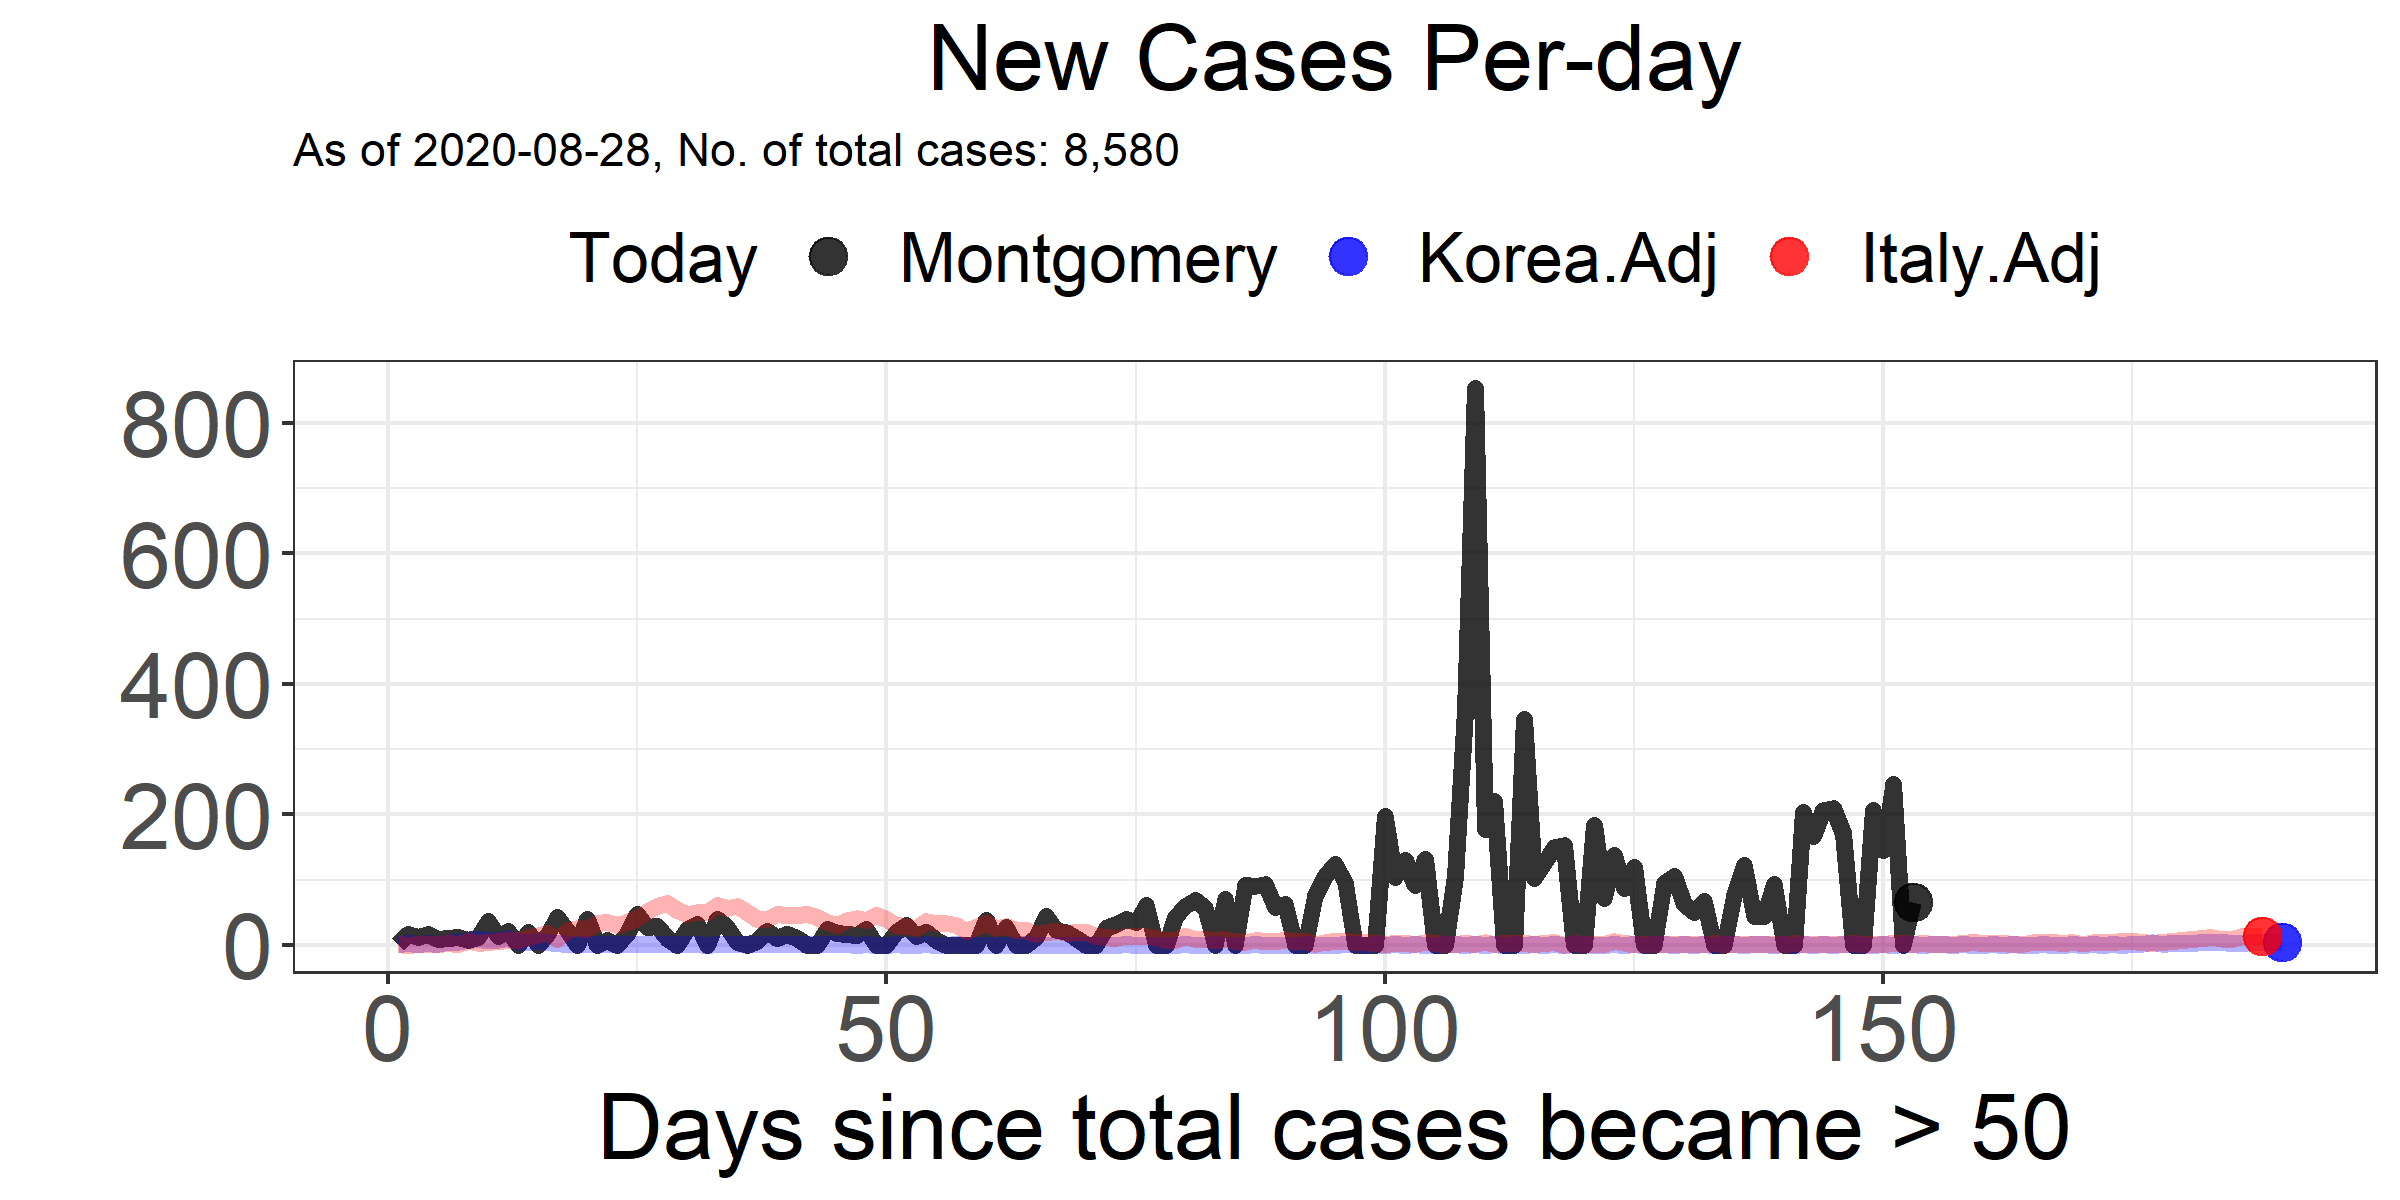 New Cases Per-day
As of 2020-08-28, No. of total cases: 8,580
Today Montgomery Korea.Adj Italy.Adj
800
600
400
200
0
0 50 100 150
Days since total cases became > 50